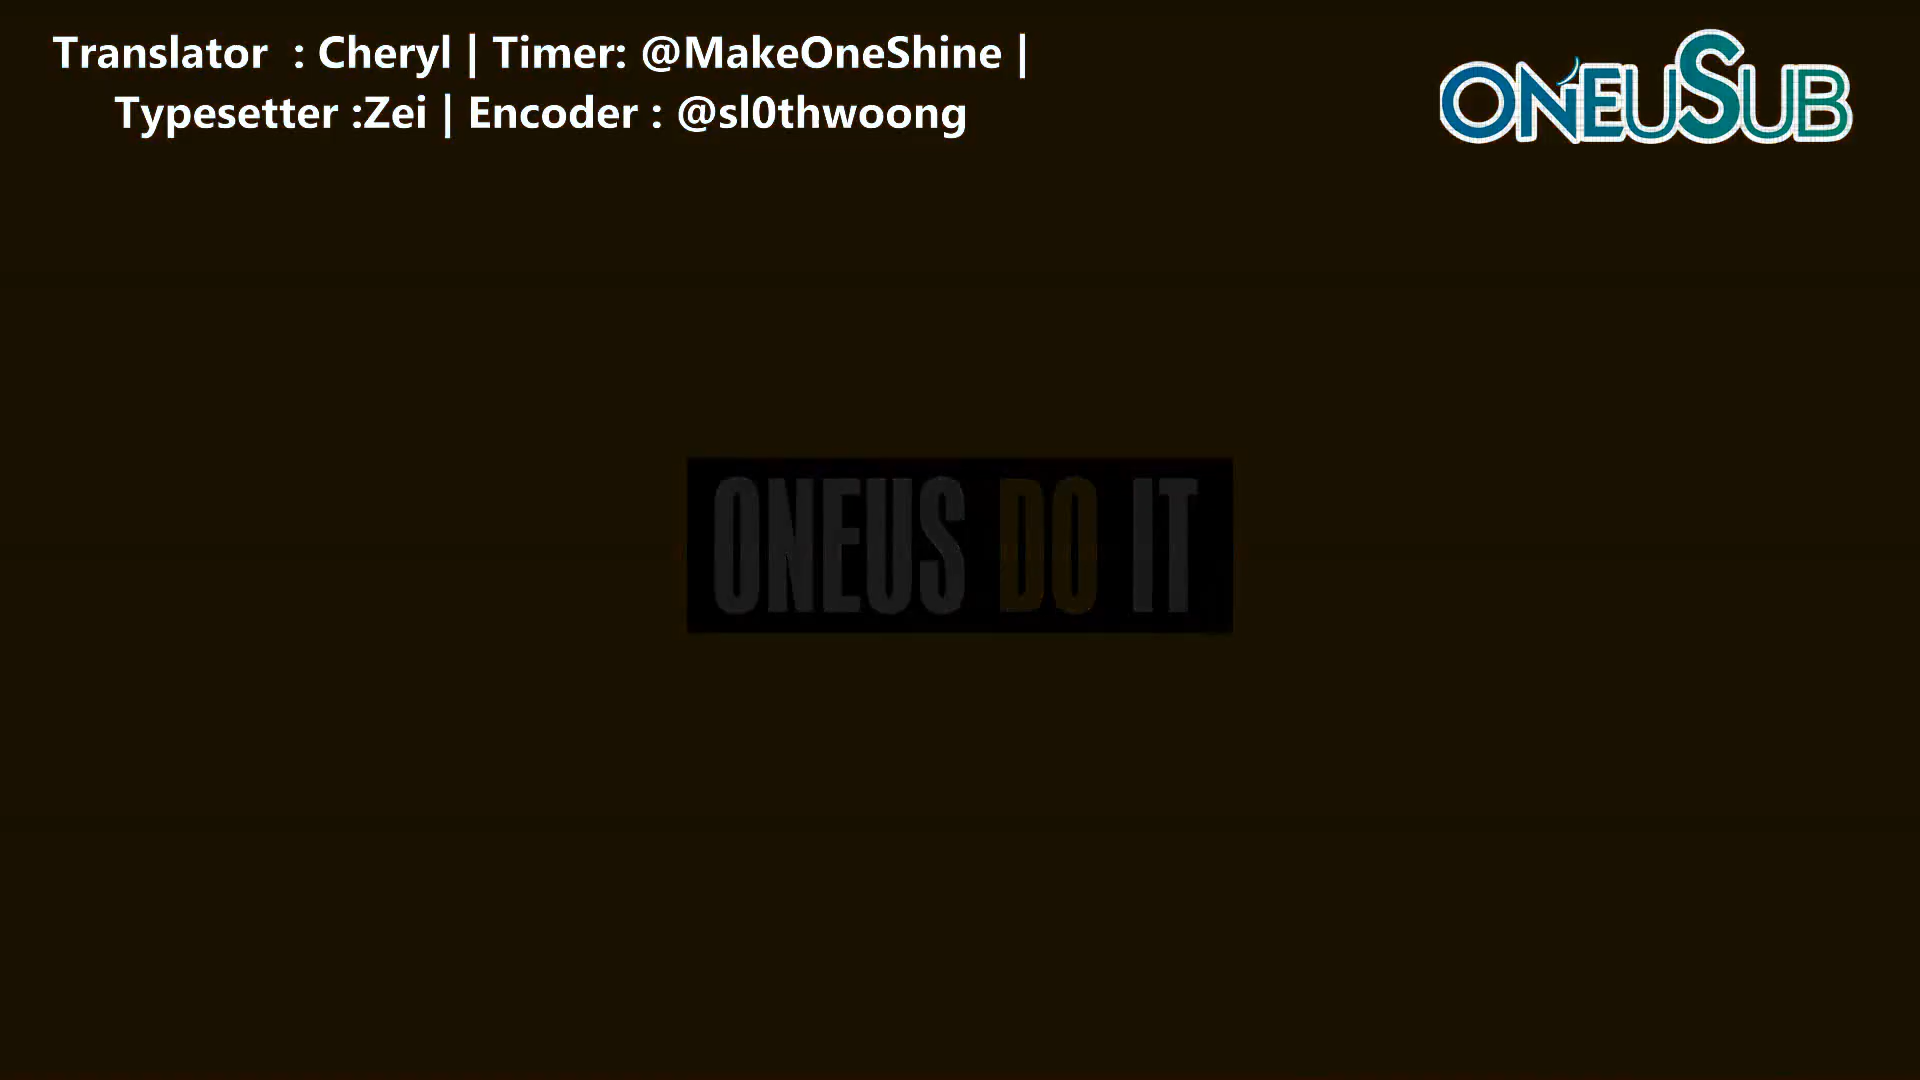 Translator  : Cheryl | Timer: @MakeOneShine |
Typesetter :Zei | Encoder : @sl0thwoong
ONEUSUB
ONEUS DO IT